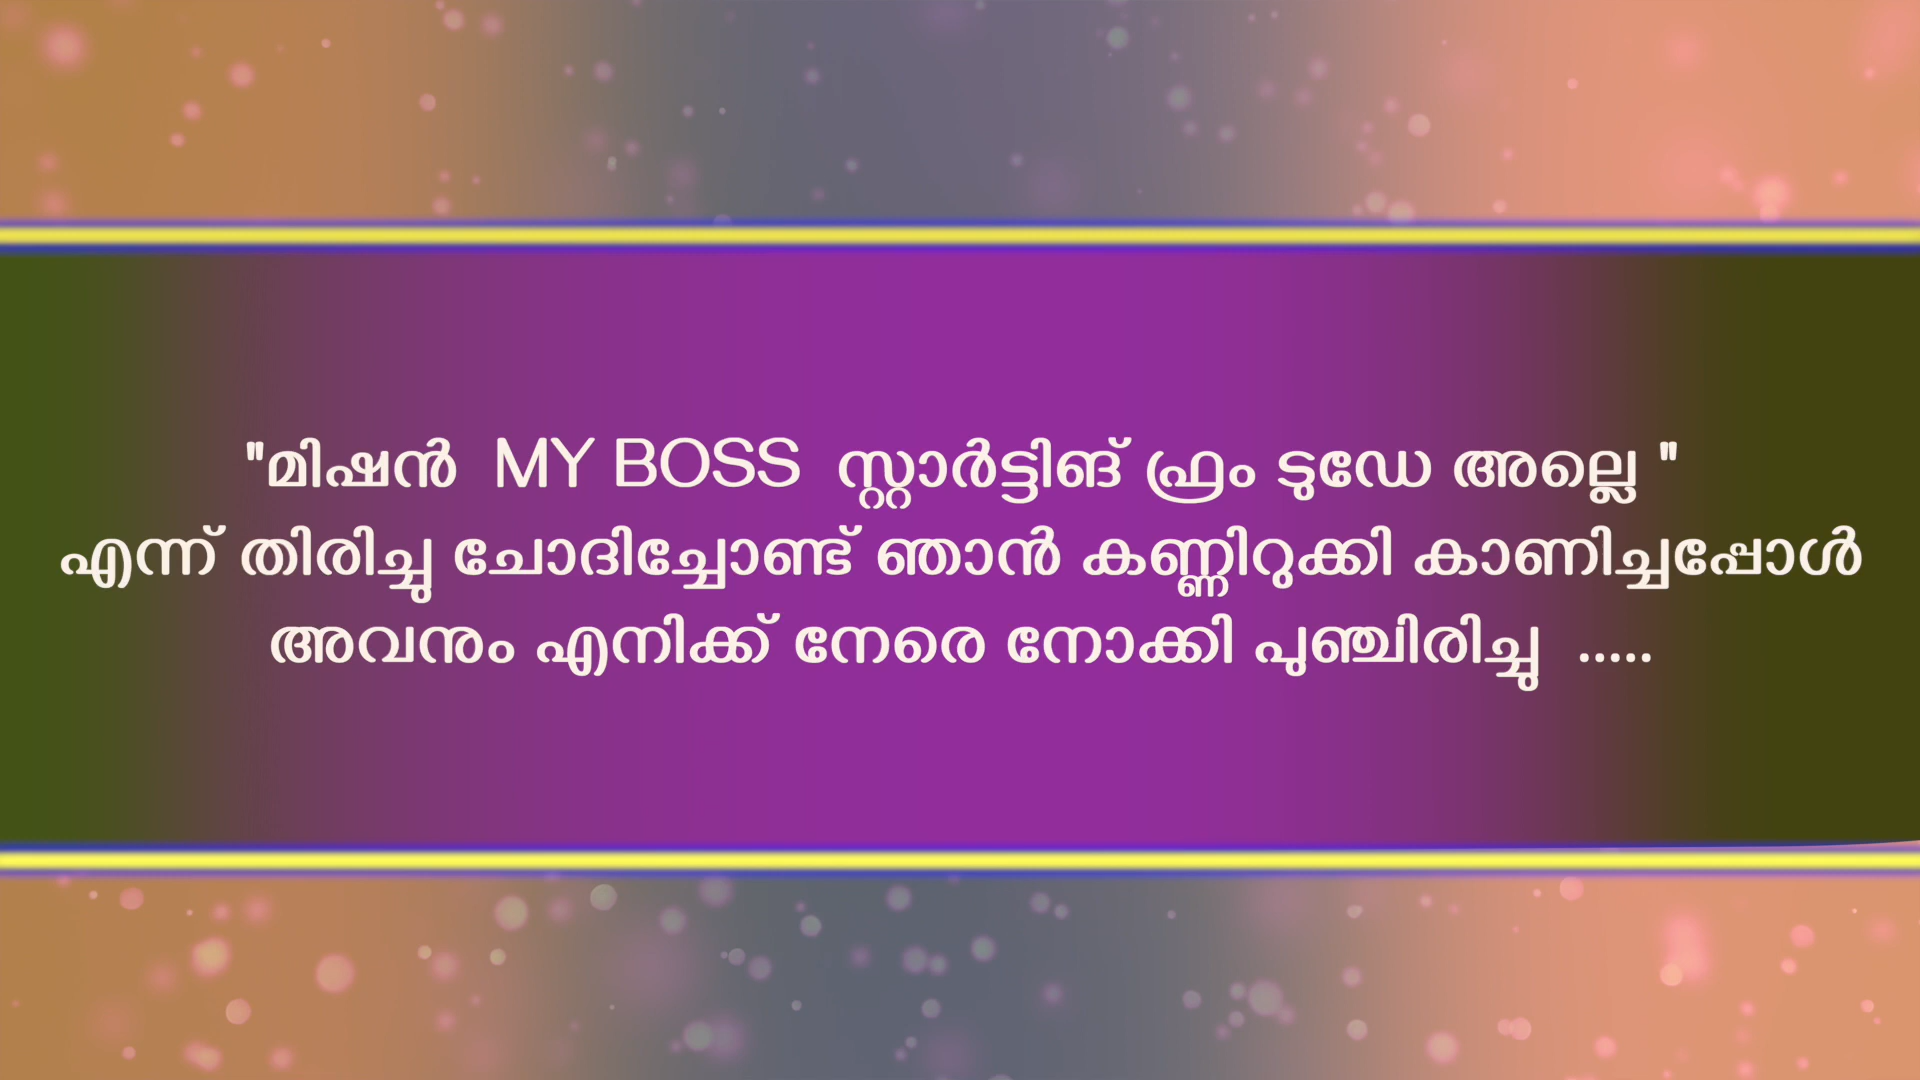 "മിഷൻ  MY BOSS  സ്റ്റാർട്ടിങ് ഫ്രം ടുഡേ അല്ലെ "
എന്ന് തിരിച്ചു ചോദിച്ചോണ്ട് ഞാൻ കണ്ണിറുക്കി കാണിച്ചപ്പോൾ
അവനും എനിക്ക് നേരെ നോക്കി പുഞ്ചിരിച്ചു  .....